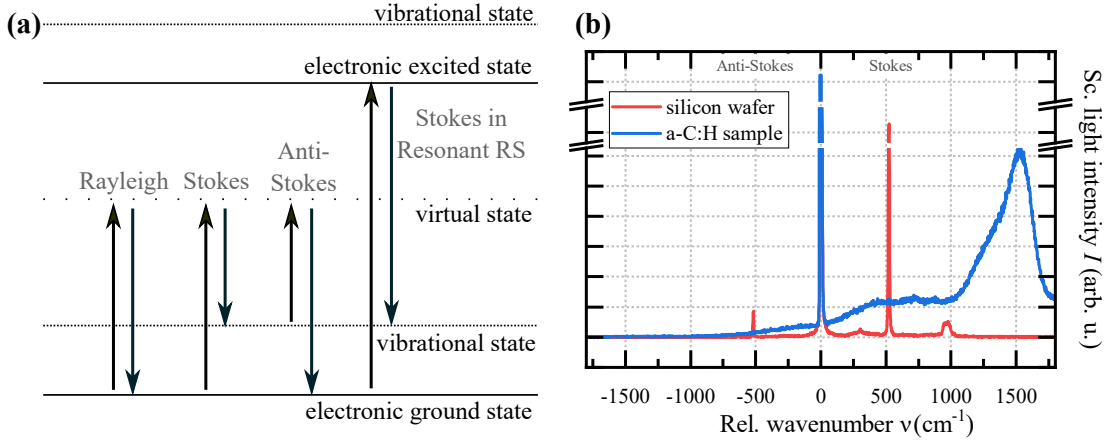 (a)
vibrational state
electronic excited state
Stokes in
Resonant RS
Anti-
Stokes
Rayleigh
Stokes
virtual state
vibrational state
electronic ground state
(b)
Anti-Stokes
Stokes
silicon wafer
a-C:H sample
Sc. light intensity I (arb. u.)
-1500
-1000
-500
0
500
1000
1500
Rel. wavenumber ν(cm⁻¹)